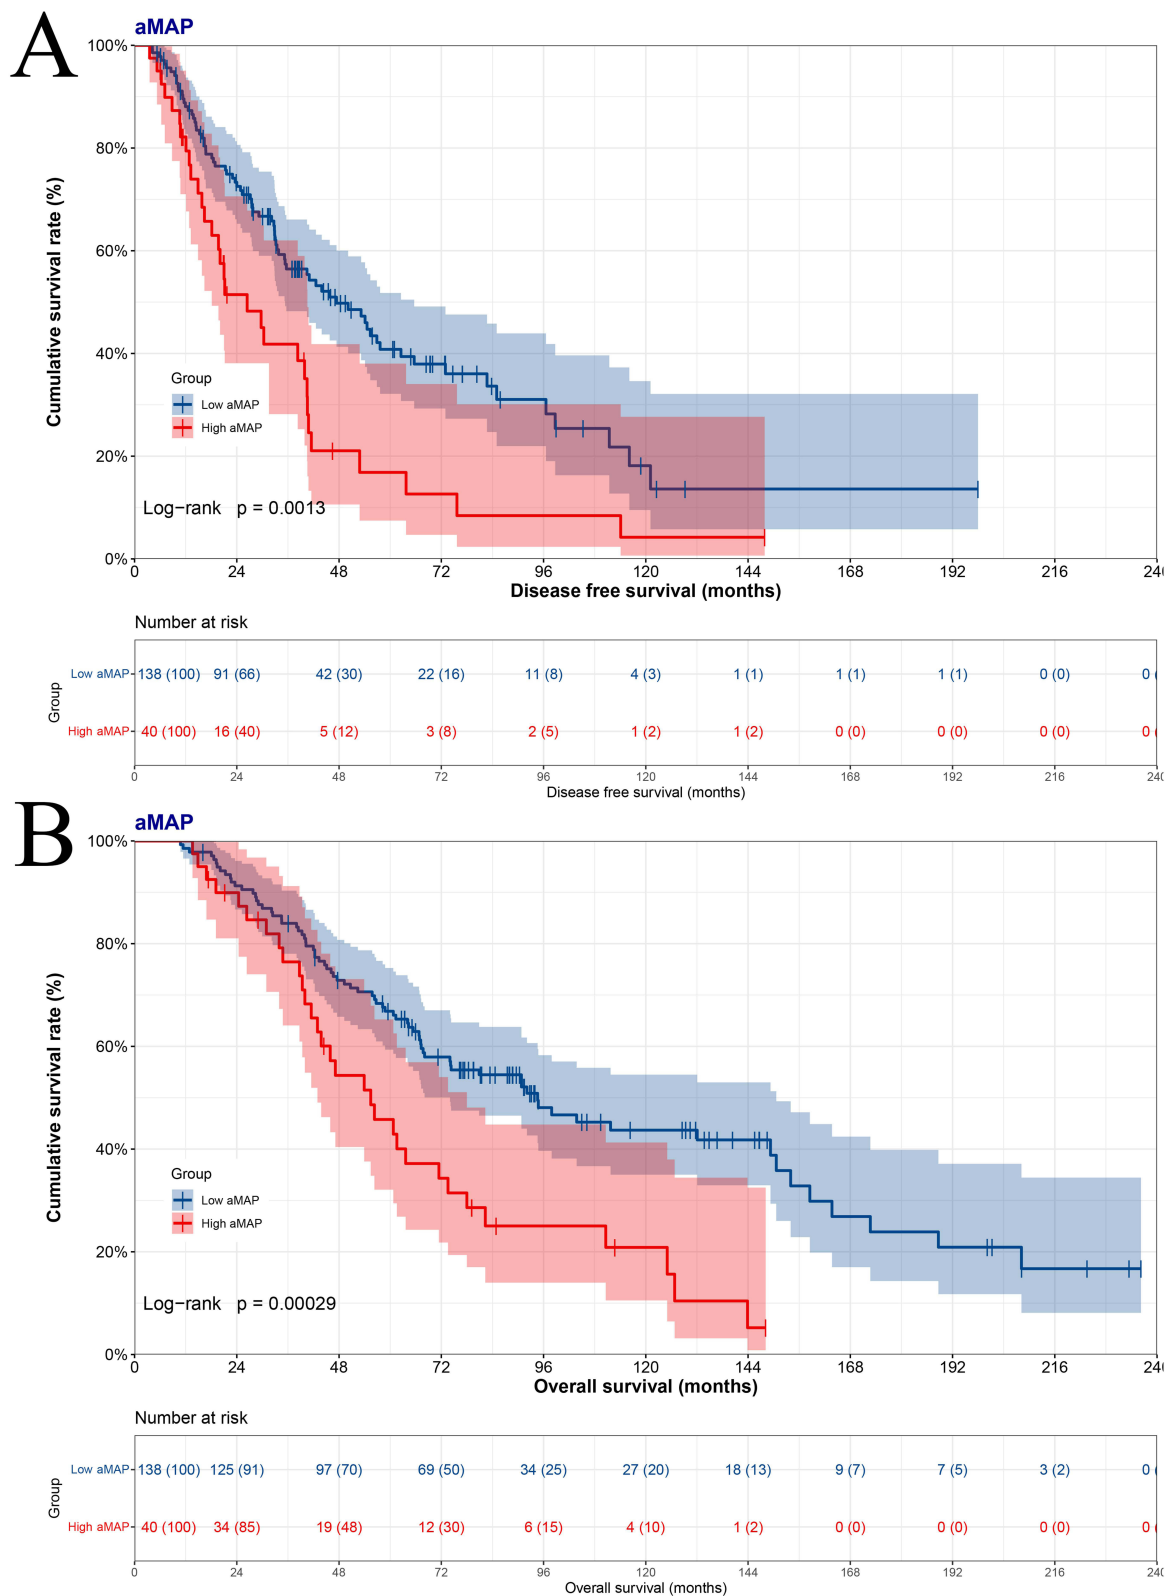 A
aMAP
100%
80%
60%
40%
20%
0%
Cumulative survival rate (%)
Group
Low aMAP
High aMAP
Log−rank p = 0.0013
0 24 48 72 96 120 144 168 192 216 24
Disease free survival (months)
Number at risk
Group
Low aMAP 138 (100) 91 (66) 42 (30) 22 (16) 11 (8) 4 (3) 1 (1) 1 (1) 1 (1) 0 (0) 0 (
High aMAP 40 (100) 16 (40) 5 (12) 3 (8) 2 (5) 1 (2) 1 (2) 0 (0) 0 (0) 0 (0) 0 (
0 24 48 72 96 120 144 168 192 216 240
Disease free survival (months)
B
aMAP
100%
80%
60%
40%
20%
0%
Cumulative survival rate (%)
Group
Low aMAP
High aMAP
Log−rank p = 0.00029
0 24 48 72 96 120 144 168 192 216 24
Overall survival (months)
Number at risk
Group
Low aMAP 138 (100) 125 (91) 97 (70) 69 (50) 34 (25) 27 (20) 18 (13) 9 (7) 7 (5) 3 (2) 0 (
High aMAP 40 (100) 34 (85) 19 (48) 12 (30) 6 (15) 4 (10) 1 (2) 0 (0) 0 (0) 0 (0) 0 (
0 24 48 72 96 120 144 168 192 216 240
Overall survival (months)